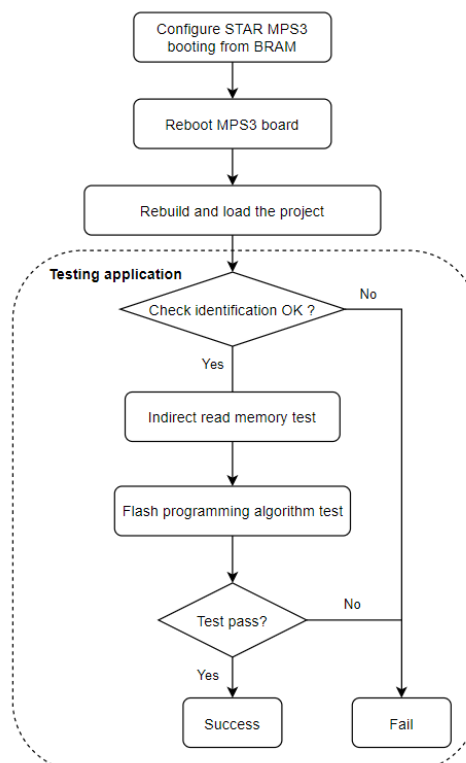 Configure STAR MPS3
booting from BRAM
Reboot MPS3 board
Rebuild and load the project
Testing application
No
Check identification OK ?
Yes
Indirect read memory test
Flash programming algorithm test
No
Test pass?
Yes
Success
Fail